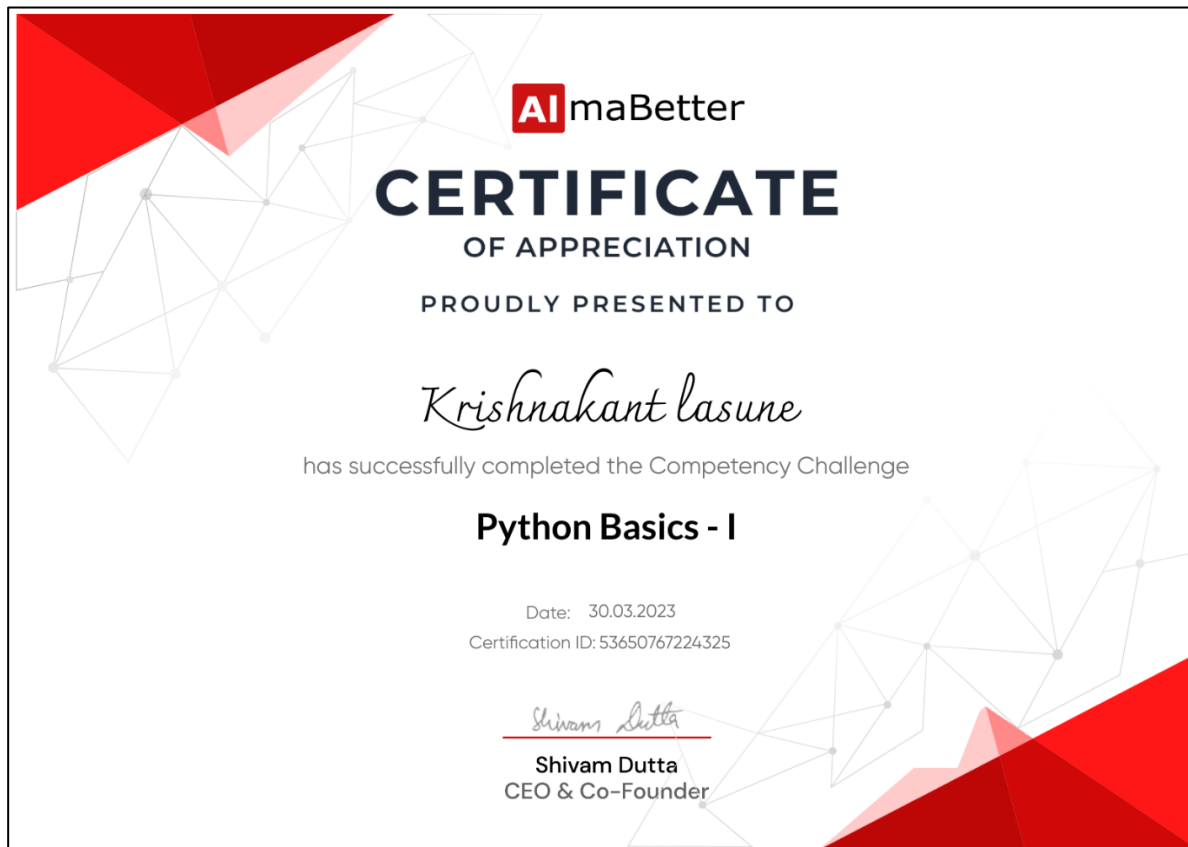 AlmaBetter
CERTIFICATE
OF APPRECIATION
PROUDLY PRESENTED TO
Krishnakant lasune
has successfully completed the Competency Challenge
Python Basics - I
Date: 30.03.2023
Certification ID: 53650767224325
Shivam Dutta
Shivam Dutta
CEO & Co-Founder